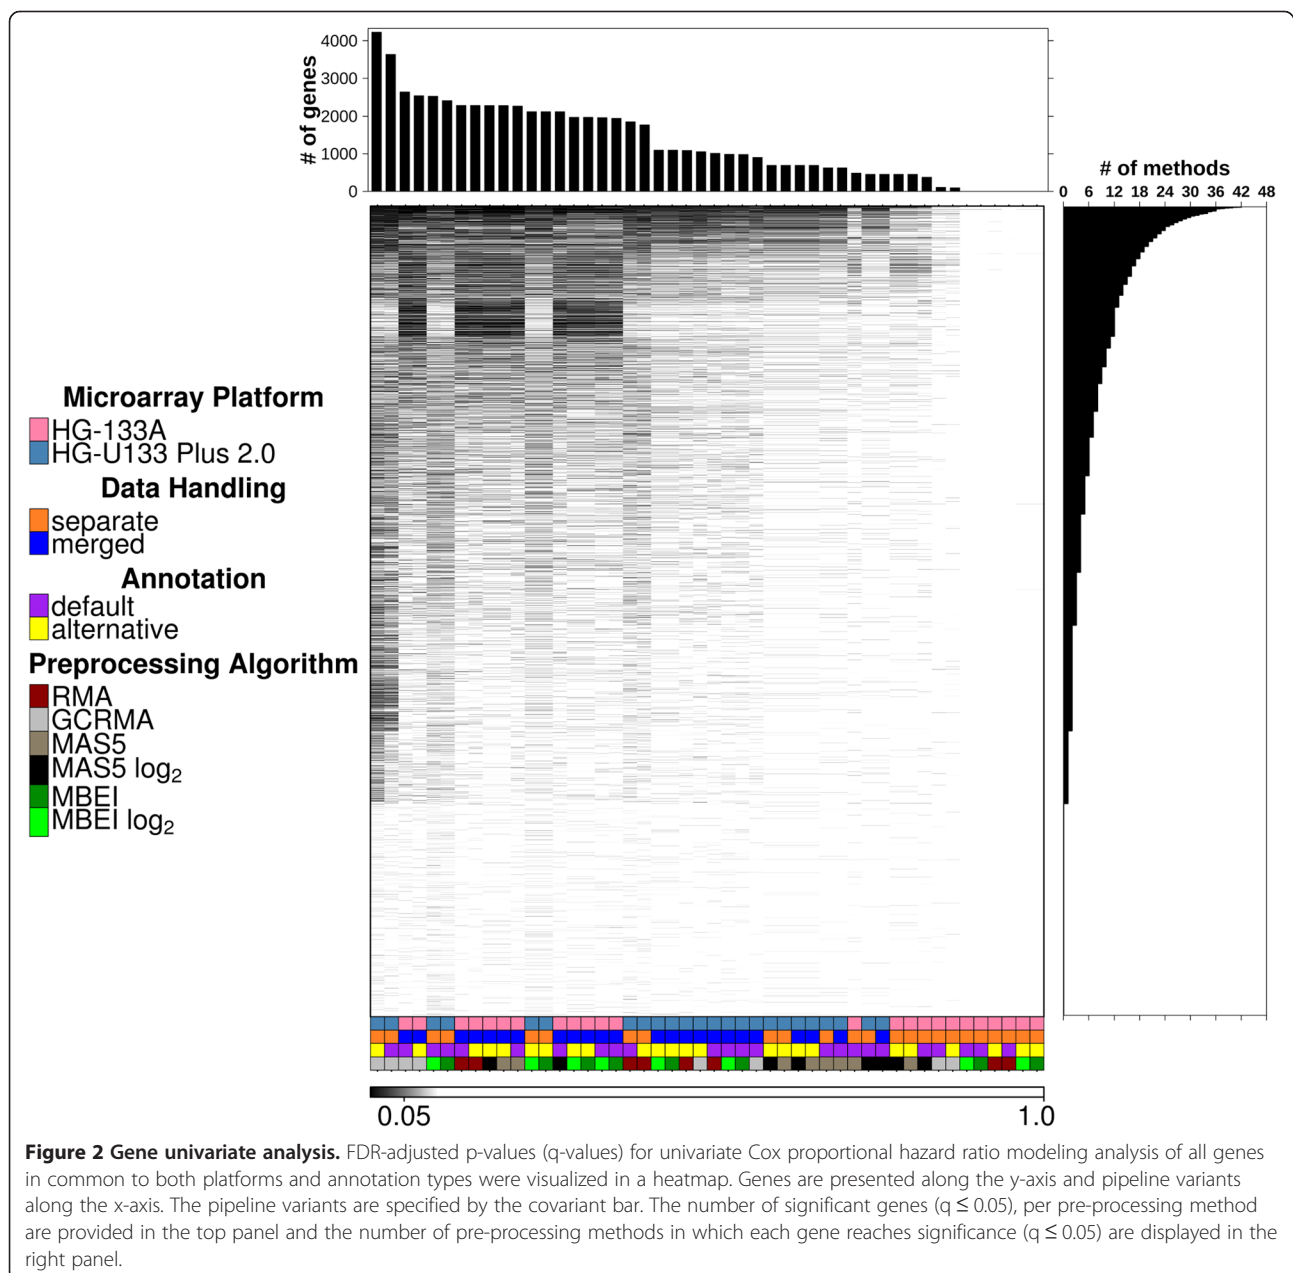 # of genes
4000
3000
2000
1000
0
# of methods
0 6 12 18 24 30 36 42 48
Microarray Platform
HG-133A
HG-U133 Plus 2.0
Data Handling
separate
merged
Annotation
default
alternative
Preprocessing Algorithm
RMA
GCRMA
MAS5
MAS5 log2
MBEI
MBEI log2
0.05 1.0
Figure 2 Gene univariate analysis. FDR-adjusted p-values (q-values) for univariate Cox proportional hazard ratio modeling analysis of all genes
in common to both platforms and annotation types were visualized in a heatmap. Genes are presented along the y-axis and pipeline variants
along the x-axis. The pipeline variants are specified by the covariant bar. The number of significant genes (q ≤ 0.05), per pre-processing method
are provided in the top panel and the number of pre-processing methods in which each gene reaches significance (q ≤ 0.05) are displayed in the
right panel.